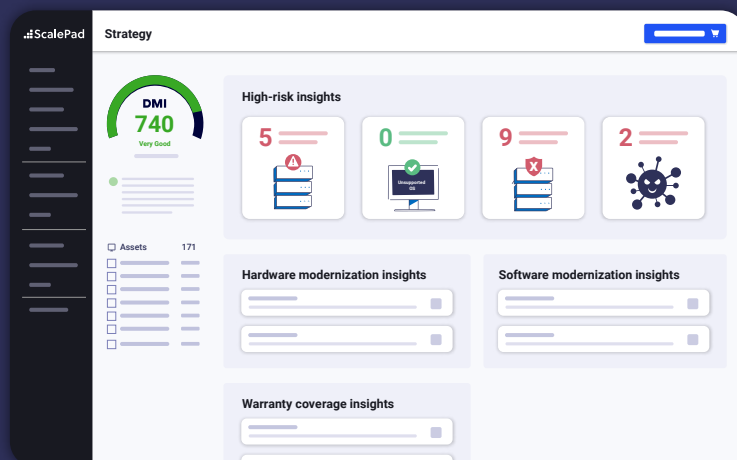 ScalePad
Strategy
DMI
740
Very Good
Assets 171
High-risk insights
5
0
9
2
Unsupported
OS
Hardware modernization insights
Software modernization insights
Warranty coverage insights